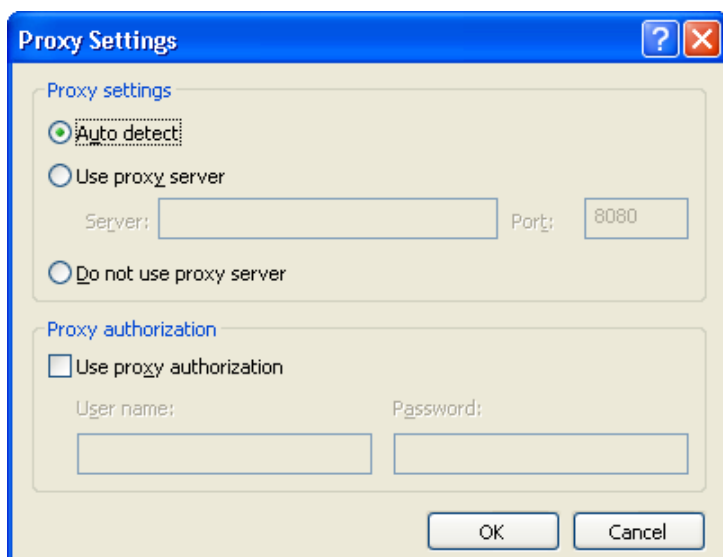 Proxy Settings
Proxy settings
Auto detect
Use proxy server
Server:
Port:
8080
Do not use proxy server
Proxy authorization
Use proxy authorization
User name:
Password:
OK
Cancel